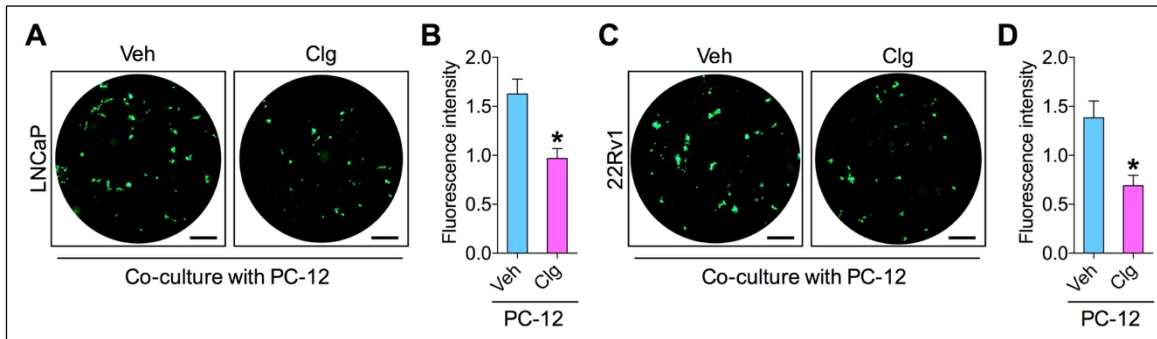 A
Veh
Clg
LNCaP
Co-culture with PC-12
B
Fluorescence intensity
2.0
1.5
1.0
0.5
0.0
*
Veh
Clg
PC-12
C
Veh
Clg
22Rv1
Co-culture with PC-12
D
Fluorescence intensity
2.0
1.5
1.0
0.5
0.0
*
Veh
Clg
PC-12